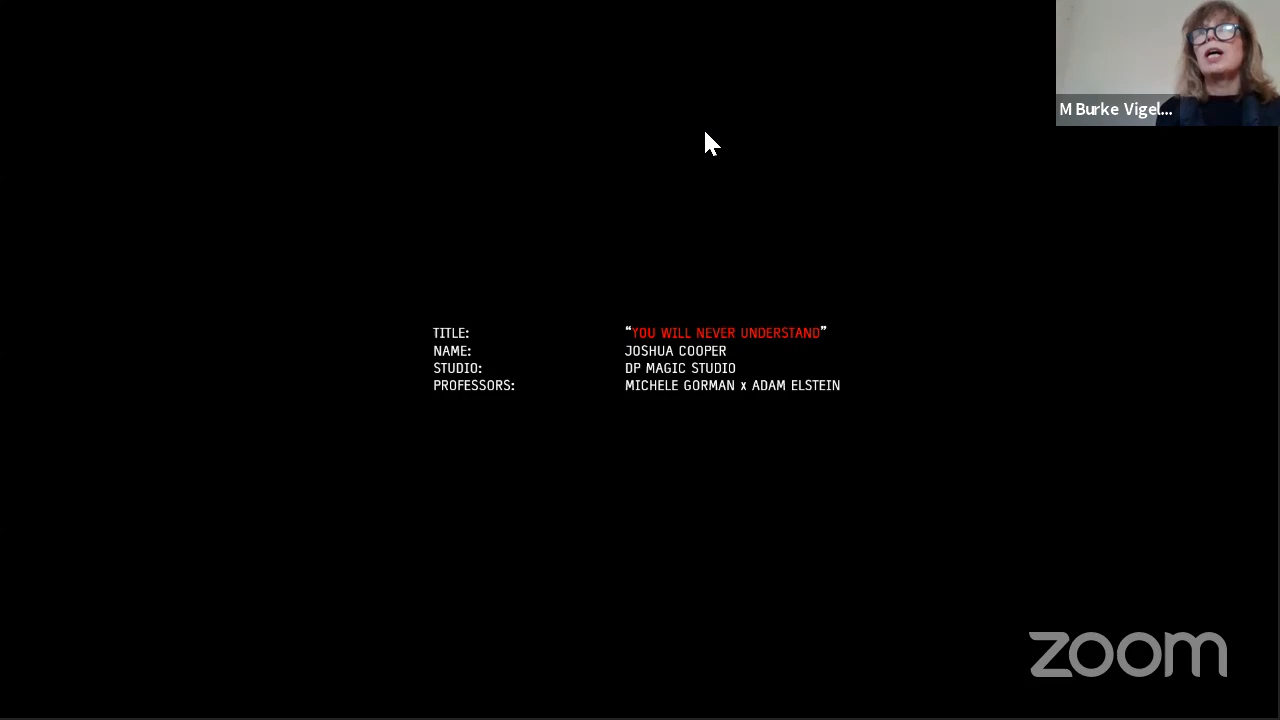 M Burke Vigel...
TITLE: “YOU WILL NEVER UNDERSTAND”
NAME: JOSHUA COOPER
STUDIO: DP MAGIC STUDIO
PROFESSORS: MICHELE GORMAN x ADAM ELSTEIN
zoom